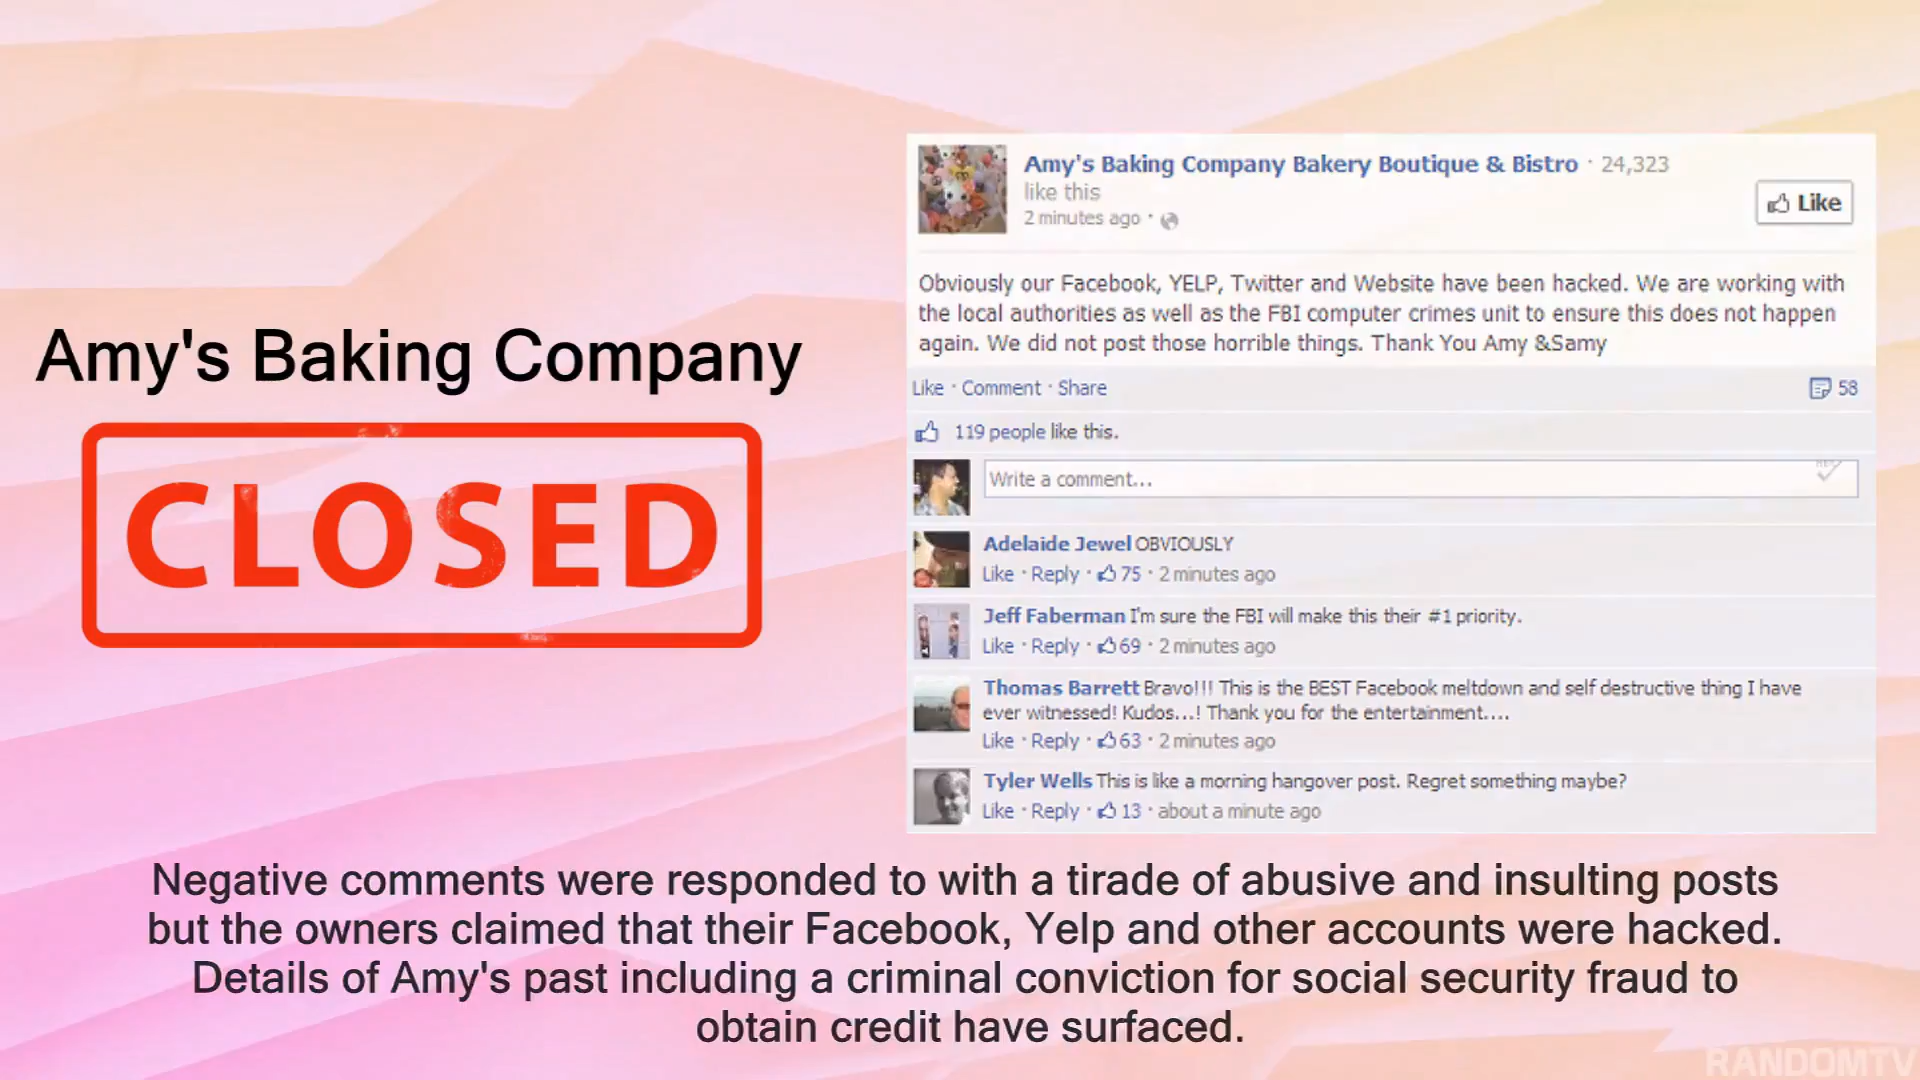 Amy's Baking Company
CLOSED
Amy's Baking Company Bakery Boutique & Bistro · 24,323
like this
2 minutes ago ·
Like
Obviously our Facebook, YELP, Twitter and Website have been hacked. We are working with
the local authorities as well as the FBI computer crimes unit to ensure this does not happen
again. We did not post those horrible things. Thank You Amy &Samy
Like · Comment · Share 58
119 people like this.
Write a comment...
Adelaide Jewel OBVIOUSLY
Like · Reply · 75 · 2 minutes ago
Jeff Faberman I'm sure the FBI will make this their #1 priority.
Like · Reply · 69 · 2 minutes ago
Thomas Barrett Bravo!!! This is the BEST Facebook meltdown and self destructive thing I have
ever witnessed! Kudos...! Thank you for the entertainment....
Like · Reply · 63 · 2 minutes ago
Tyler Wells This is like a morning hangover post. Regret something maybe?
Like · Reply · 13 · about a minute ago
Negative comments were responded to with a tirade of abusive and insulting posts
but the owners claimed that their Facebook, Yelp and other accounts were hacked.
Details of Amy's past including a criminal conviction for social security fraud to
obtain credit have surfaced.
RANDOMTV